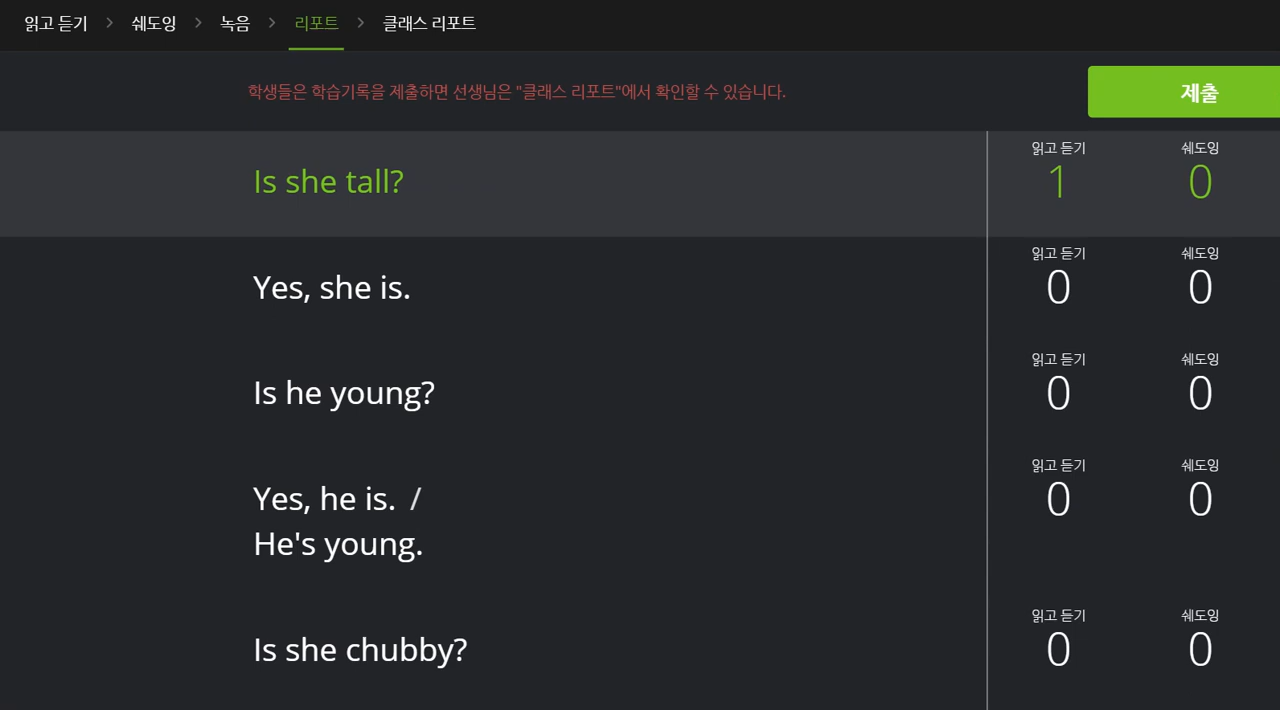 읽고 듣기 > 쉐도잉 > 녹음 > 리포트 > 클래스 리포트
학생들은 학습기록을 제출하면 선생님은 "클래스 리포트"에서 확인할 수 있습니다.
제출
Is she tall?
읽고 듣기 쉐도잉
1 0
Yes, she is.
읽고 듣기 쉐도잉
0 0
Is he young?
읽고 듣기 쉐도잉
0 0
Yes, he is. /
He's young.
읽고 듣기 쉐도잉
0 0
Is she chubby?
읽고 듣기 쉐도잉
0 0